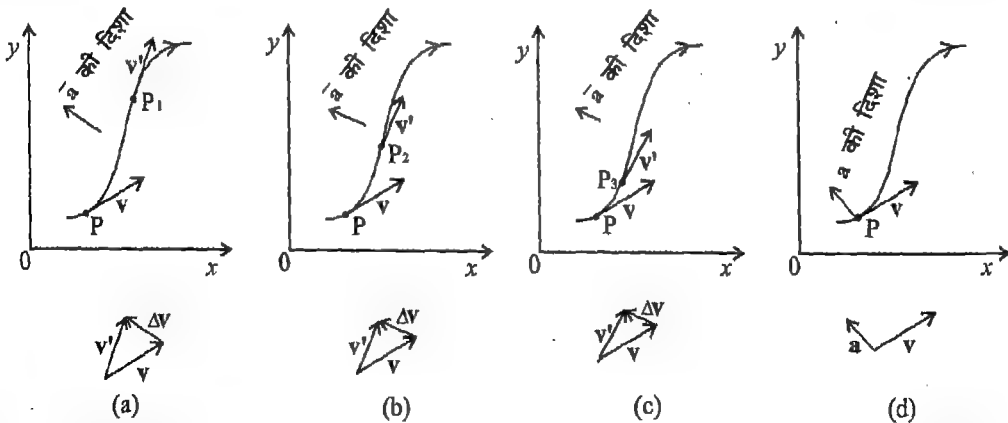 y
ā की दिशा
v'
P₁
v
P
0
x
Δv
v'
v
(a)
ā की दिशा
v'
P₂
v
P
0
x
Δv
v'
v
(b)
y
ā की दिशा
v'
P₃
v
P
0
x
Δv
v'
v
(c)
y
a की दिशा
v
P
0
x
a
v
(d)